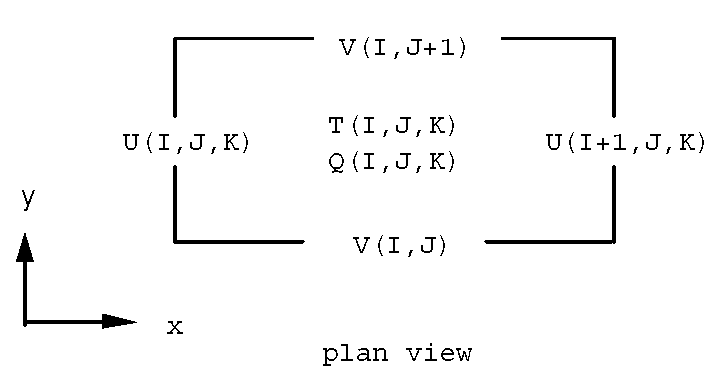 V(I,J+1)
T(I,J,K)
U(I,J,K)
U(I+1,J,K)
Q(I,J,K)
y
V(I,J)
x
plan view